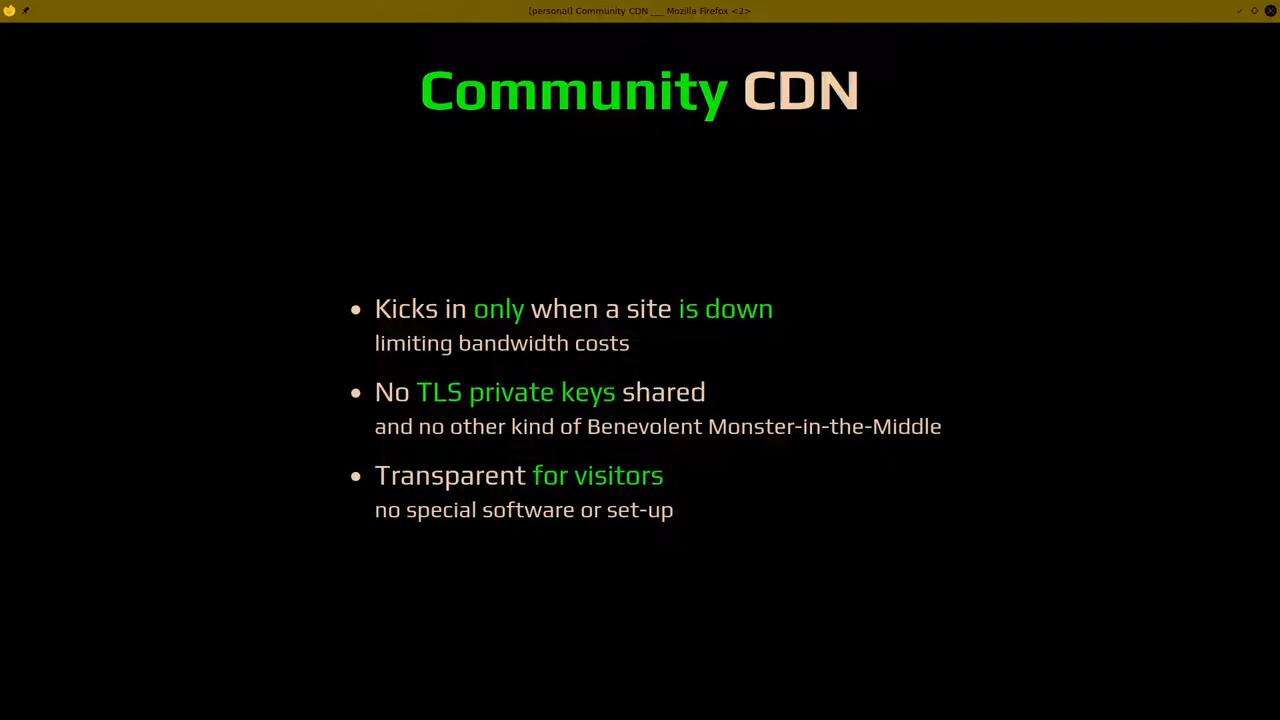 [personal] Community CDN ___ Mozilla Firefox <2>
Community CDN
Kicks in only when a site is down
limiting bandwidth costs
No TLS private keys shared
and no other kind of Benevolent Monster-in-the-Middle
Transparent for visitors
no special software or set-up